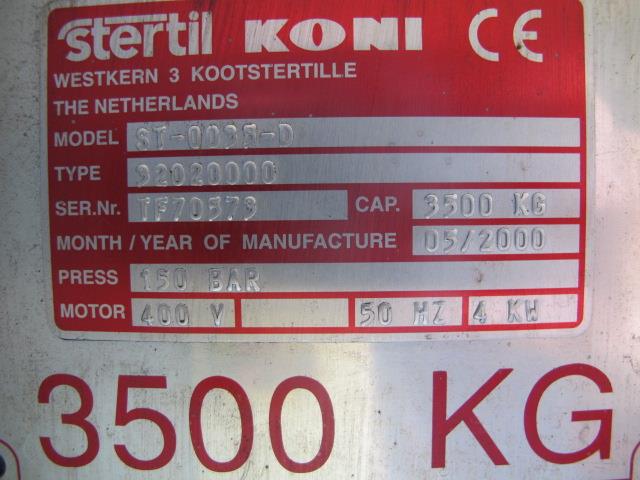 stertil KONI CE
WESTKERN 3 KOOTSTERTILLE
THE NETHERLANDS
MODEL
TYPE 92020000
SER.Nr. TF70579 CAP. 3500 KG
MONTH / YEAR OF MANUFACTURE 05/2000
PRESS 150 BAR
MOTOR 400 V 50 HZ 4 KW
3500 KG